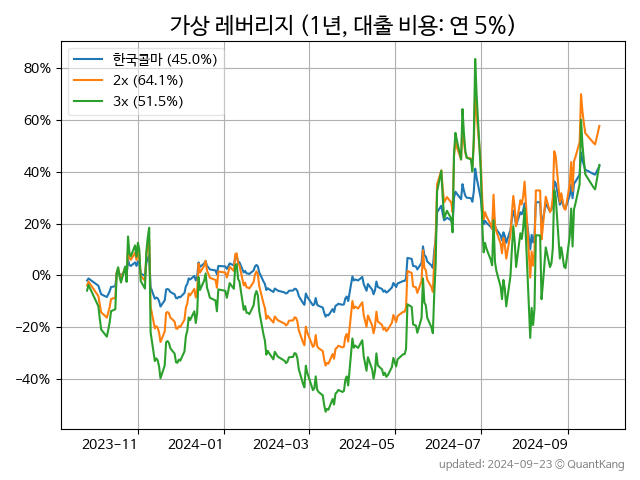 가상 레버리지 (1년, 대출 비용: 연 5%)
한국콜마 (45.0%)
2x (64.1%)
3x (51.5%)
80%
60%
40%
20%
0%
−20%
−40%
2023-11
2024-01
2024-03
2024-05
2024-07
2024-09
updated: 2024-09-23 © QuantKang